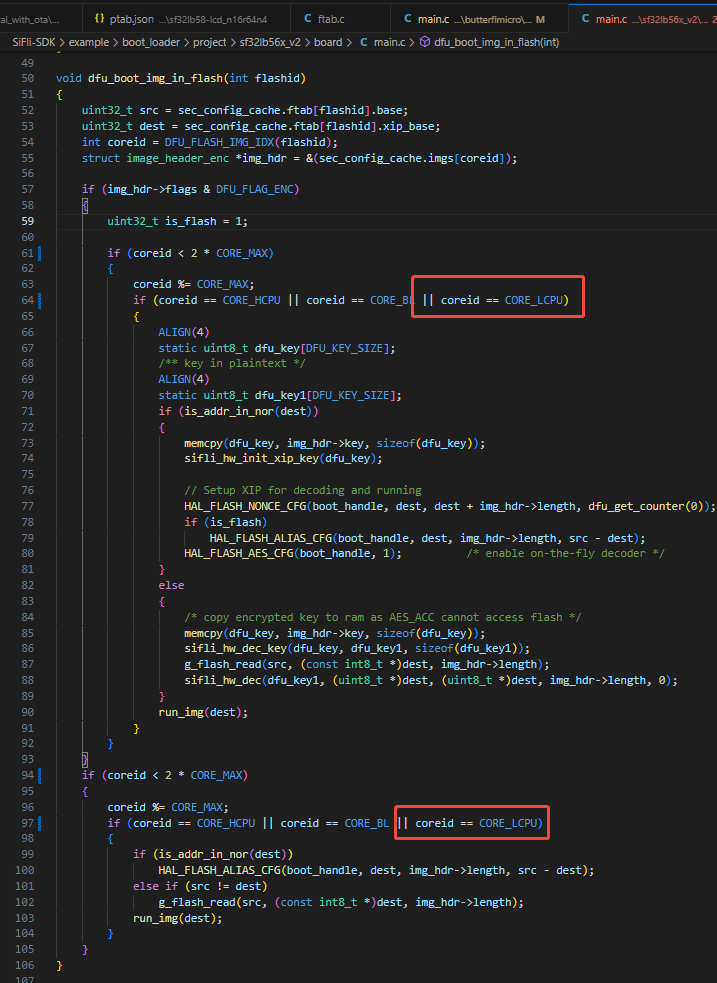 al_with_ota\... {} ptab.json ...\sf32lb58-lcd_n16r64n4 C ftab.c C main.c ...\butterflmicro\... M C main.c ...\sf32lb56x_v2\...
SiFli-SDK > example > boot_loader > project > sf32lb56x_v2 > board > C main.c > dfu_boot_img_in_flash(int)
49
50 void dfu_boot_img_in_flash(int flashid)
51 {
52 uint32_t src = sec_config_cache.ftab[flashid].base;
53 uint32_t dest = sec_config_cache.ftab[flashid].xip_base;
54 int coreid = DFU_FLASH_IMG_IDX(flashid);
55 struct image_header_enc *img_hdr = &(sec_config_cache.imgs[coreid]);
56
57 if (img_hdr->flags & DFU_FLAG_ENC)
58 {
59 uint32_t is_flash = 1;
60
61 if (coreid < 2 * CORE_MAX)
62 {
63 coreid %= CORE_MAX;
64 if (coreid == CORE_HCPU || coreid == CORE_BL || coreid == CORE_LCPU)
65 {
66 ALIGN(4)
67 static uint8_t dfu_key[DFU_KEY_SIZE];
68 /** key in plaintext */
69 ALIGN(4)
70 static uint8_t dfu_key1[DFU_KEY_SIZE];
71 if (is_addr_in_nor(dest))
72 {
73 memcpy(dfu_key, img_hdr->key, sizeof(dfu_key));
74 sifli_hw_init_xip_key(dfu_key);
75
76 // Setup XIP for decoding and running
77 HAL_FLASH_NONCE_CFG(boot_handle, dest, dest + img_hdr->length, dfu_get_counter(0));
78 if (is_flash)
79 HAL_FLASH_ALIAS_CFG(boot_handle, dest, img_hdr->length, src - dest);
80 HAL_FLASH_AES_CFG(boot_handle, 1); /* enable on-the-fly decoder */
81 }
82 else
83 {
84 /* copy encrypted key to ram as AES_ACC cannot access flash */
85 memcpy(dfu_key, img_hdr->key, sizeof(dfu_key));
86 sifli_hw_dec_key(dfu_key, dfu_key1, sizeof(dfu_key1));
87 g_flash_read(src, (const int8_t *)dest, img_hdr->length);
88 sifli_hw_dec(dfu_key1, (uint8_t *)dest, (uint8_t *)dest, img_hdr->length, 0);
89 }
90 run_img(dest);
91 }
92 }
93 }
94 if (coreid < 2 * CORE_MAX)
95 {
96 coreid %= CORE_MAX;
97 if (coreid == CORE_HCPU || coreid == CORE_BL || coreid == CORE_LCPU)
98 {
99 if (is_addr_in_nor(dest))
100 HAL_FLASH_ALIAS_CFG(boot_handle, dest, img_hdr->length, src - dest);
101 else if (src != dest)
102 g_flash_read(src, (const int8_t *)dest, img_hdr->length);
103 run_img(dest);
104 }
105 }
106 }
107